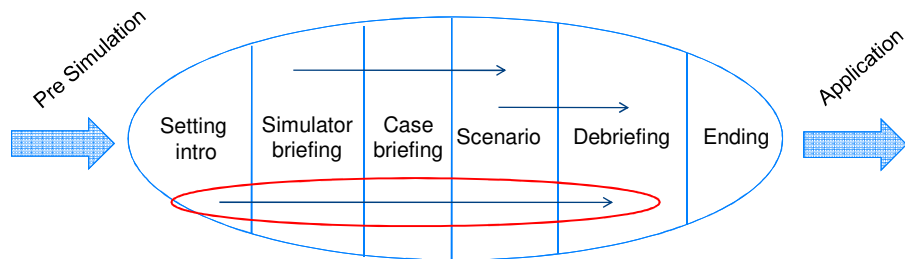 Pre Simulation
Setting
intro
Simulator
briefing
Case
briefing
Scenario
Debriefing
Ending
Application